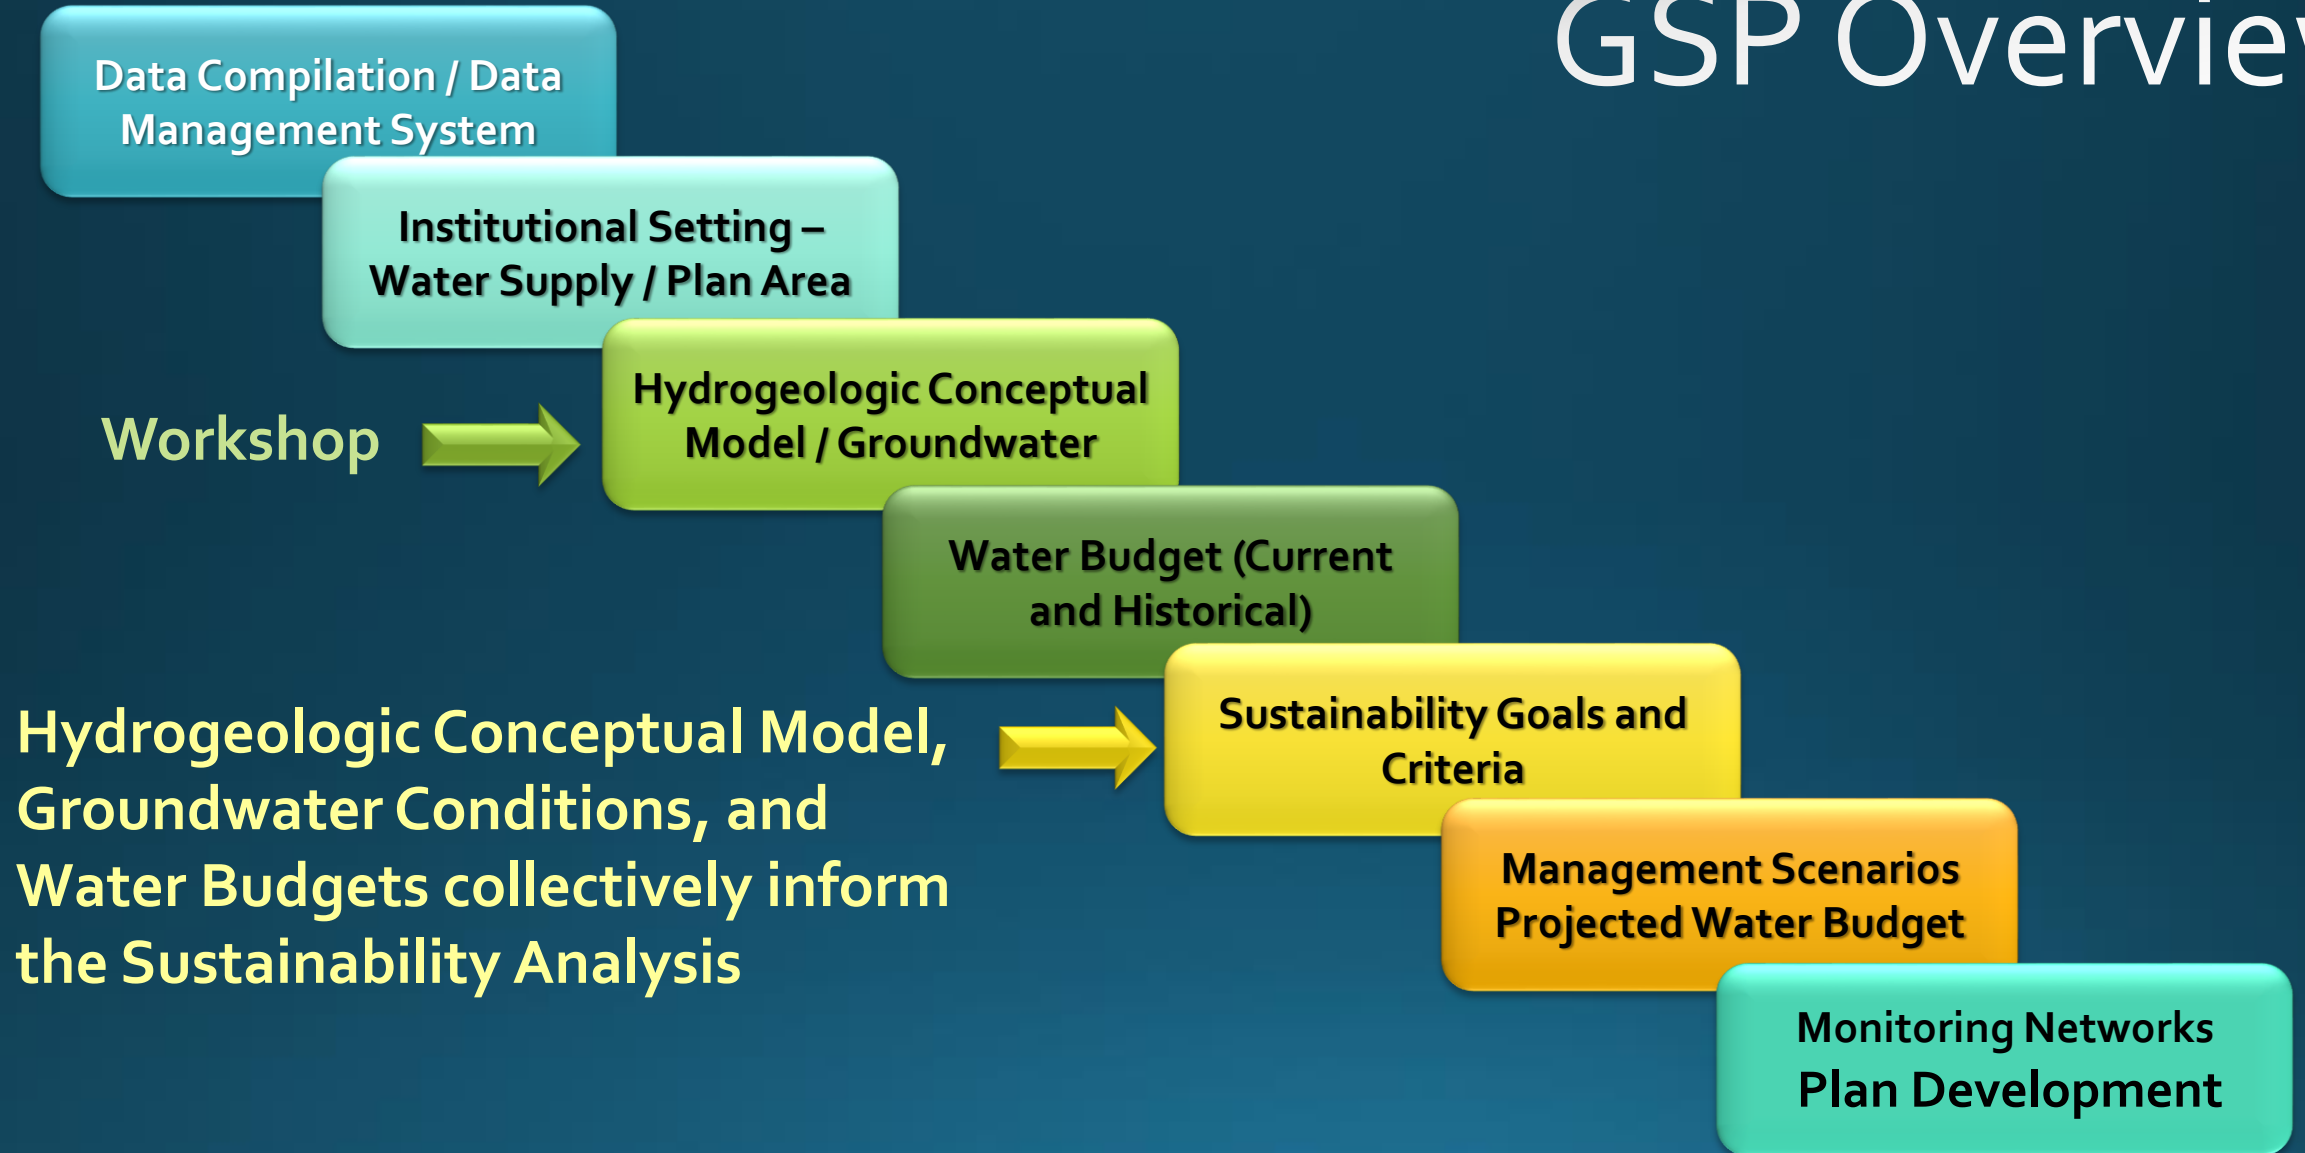 GSP Overview
Data Compilation / Data
Management System
Institutional Setting –
Water Supply / Plan Area
Hydrogeologic Conceptual
Model / Groundwater
Workshop
Water Budget (Current
and Historical)
Sustainability Goals and
Criteria
Hydrogeologic Conceptual Model,
Groundwater Conditions, and
Water Budgets collectively inform
the Sustainability Analysis
Management Scenarios
Projected Water Budget
Monitoring Networks
Plan Development